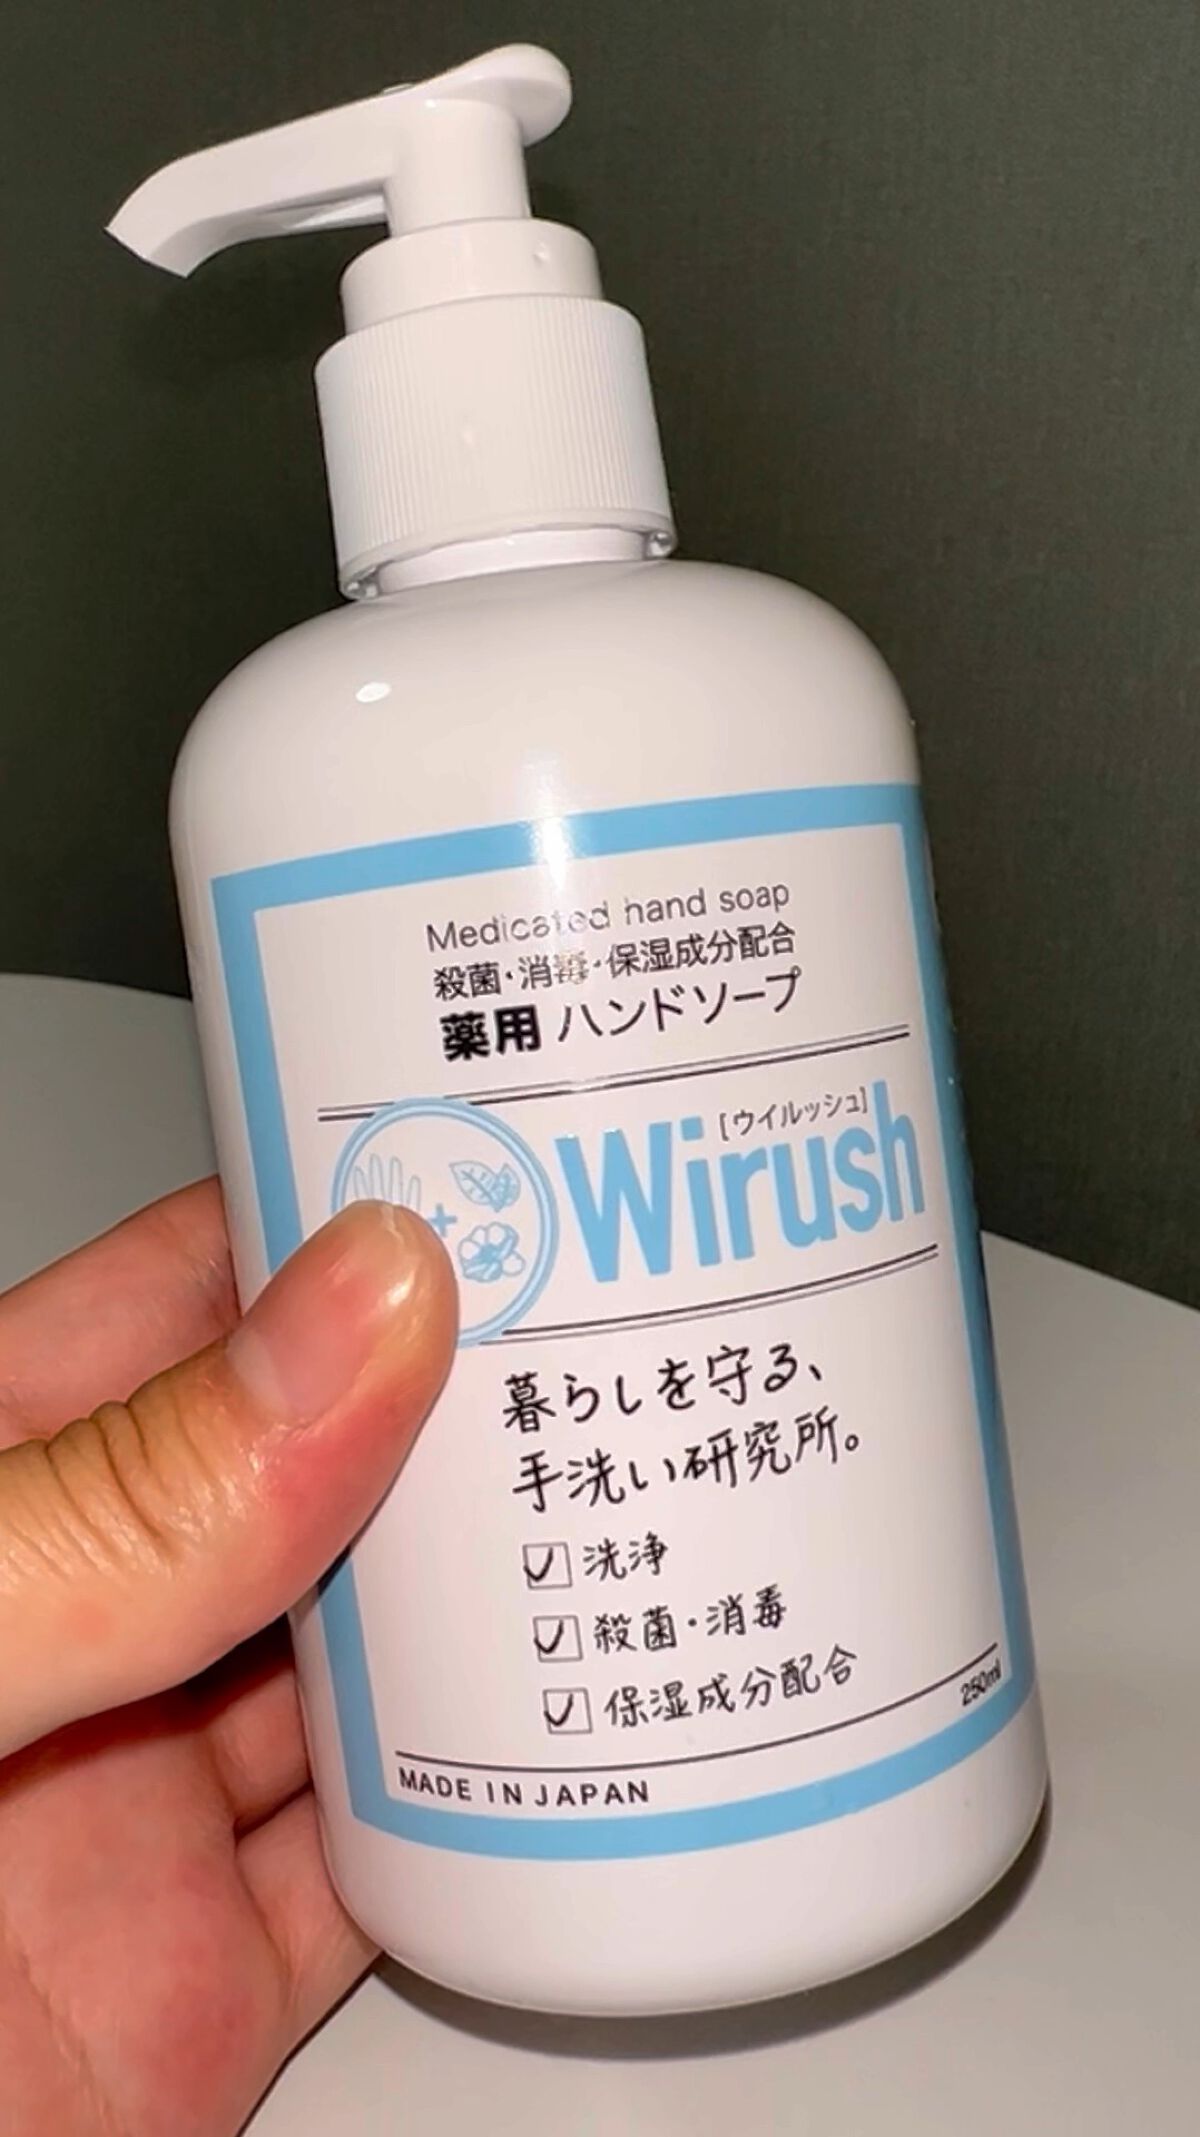 Medicated hand soap
殺菌・消毒・保湿成分配合
薬用ハンドソープ
[ウイルッシュ]
Wirush
暮らしを守る、
手洗い研究所。
洗浄
殺菌・消毒
保湿成分配合
250ml
MADE IN JAPAN